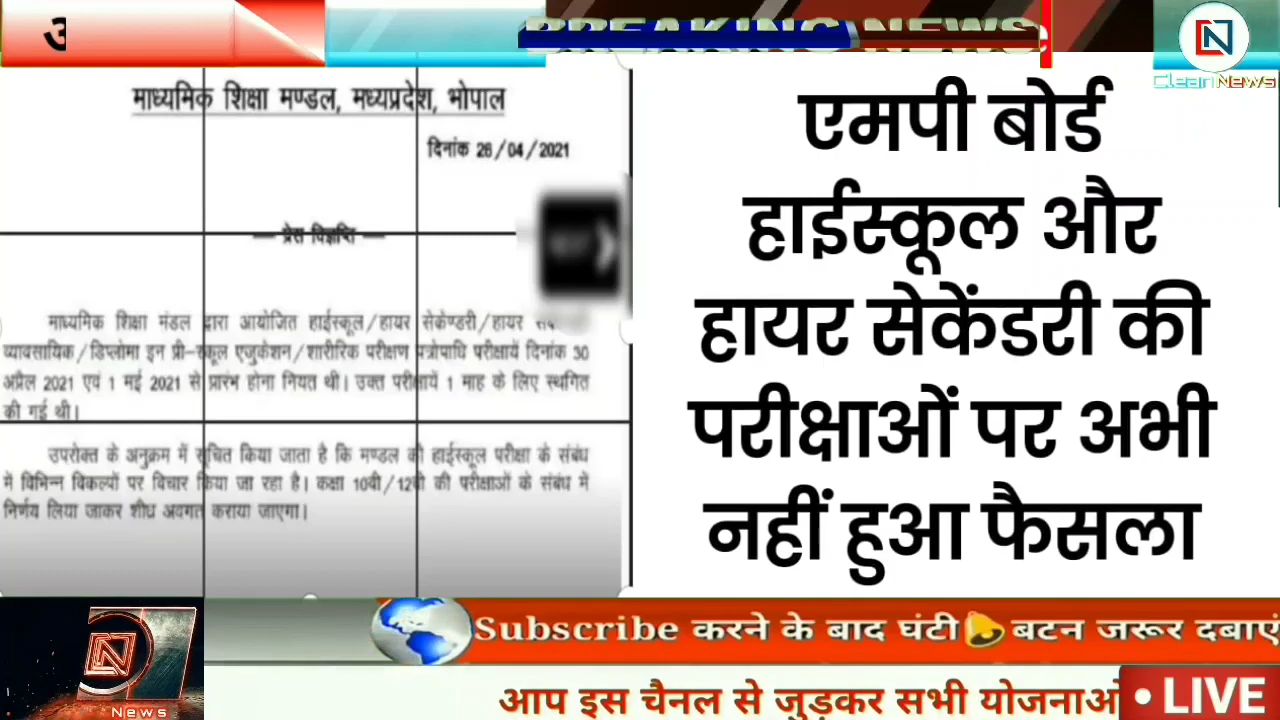 BREAKING NEWS
CleanNews
माध्यमिक शिक्षा मण्डल, मध्यप्रदेश, भोपाल
दिनांक 26/04/2021
प्रेस विज्ञप्ति
माध्यमिक शिक्षा मंडल द्वारा आयोजित हाईस्कूल/हायर सेकेण्डरी/हायर
व्यावसायिक/डिप्लोमा इन प्री-स्कूल एजुकेशन/शारीरिक परीक्षण पत्रोपाधि परीक्षायें दिनांक 30
अप्रैल 2021 एवं 1 मई 2021 से प्रारंभ होना नियत थी। उक्त परीक्षायें 1 माह के लिए स्थगित
की गई थी।
उपरोक्त के अनुक्रम में सूचित किया जाता है कि मण्डल की हाईस्कूल परीक्षा के संबंध
में विभिन्न विकल्पों पर विचार किया जा रहा है। कक्षा 10वी/12वी की परीक्षाओं के संबंध में
निर्णय लिया जाकर शीध्र अवगत कराया जाएगा।
एमपी बोर्ड
हाईस्कूल और
हायर सेकेंडरी की
परीक्षाओं पर अभी
नहीं हुआ फैसला
Subscribe करने के बाद घंटी बटन जरूर दबाएं
आप इस चैनल से जुड़कर सभी योजनाओ
• LIVE
N
News